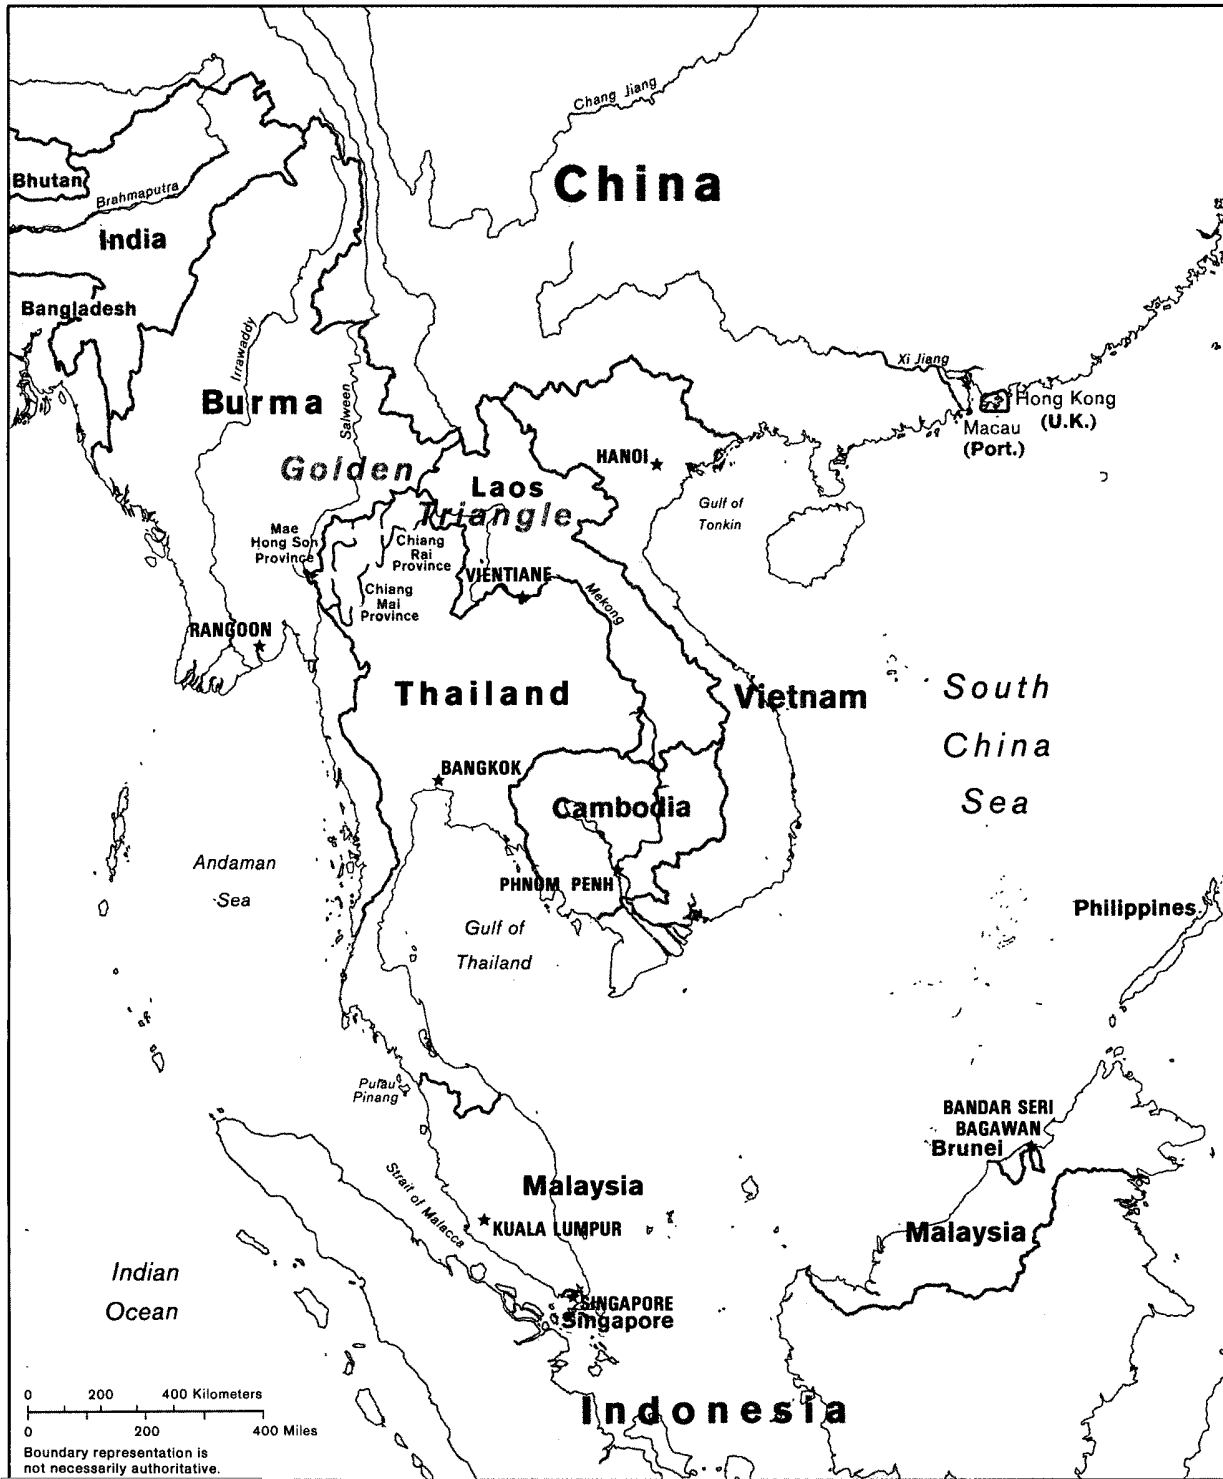 Chang Jiang
China
Bhutan
Brahmaputra
India
Bangladesh
Irrawaddy
Xi Jiang
Hong Kong
(U.K.)
Macau
(Port.)
Burma
Salween
Golden
Triangle
HANOI
Laos
Gulf of
Tonkin
Mae
Hong Son
Province
Chiang
Rai
Province
Chiang
Mai
Province
VIENTIANE
Mekong
RANGOON
Thailand
Vietnam
South
China
Sea
BANGKOK
Cambodia
Andaman
Sea
PHNOM PENH
Gulf of
Thailand
Philippines
Pulau
Pinang
BANDAR SERI
BAGAWAN
Brunei
Strait of Malacca
Malaysia
KUALA LUMPUR
Malaysia
Indian
Ocean
SINGAPORE
Singapore
Indonesia
0 200 400 Kilometers
0 200 400 Miles
Boundary representation is
not necessarily authoritative.